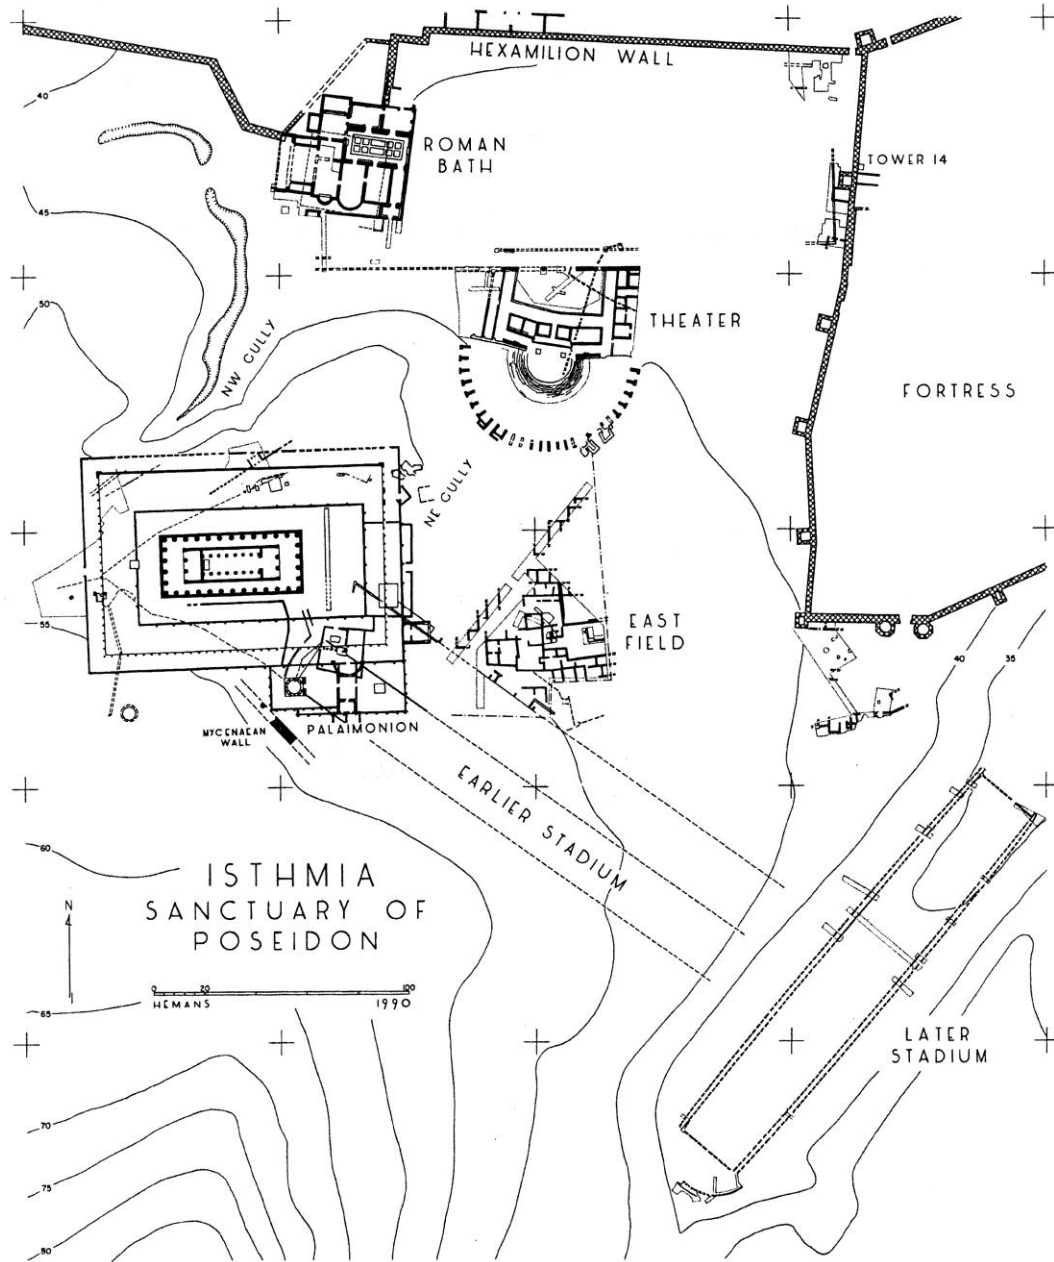 HEXAMILION WALL
40
ROMAN
BATH
TOWER 14
45
50
NW GULLY
THEATER
FORTRESS
NE GULLY
55
EAST
FIELD
40
35
MYCENAEAN
WALL
PALAIMONION
EARLIER STADIUM
60
ISTHMIA
SANCTUARY OF
POSEIDON
N
0 20 100
HEMANS 1990
65
LATER
STADIUM
70
75
80